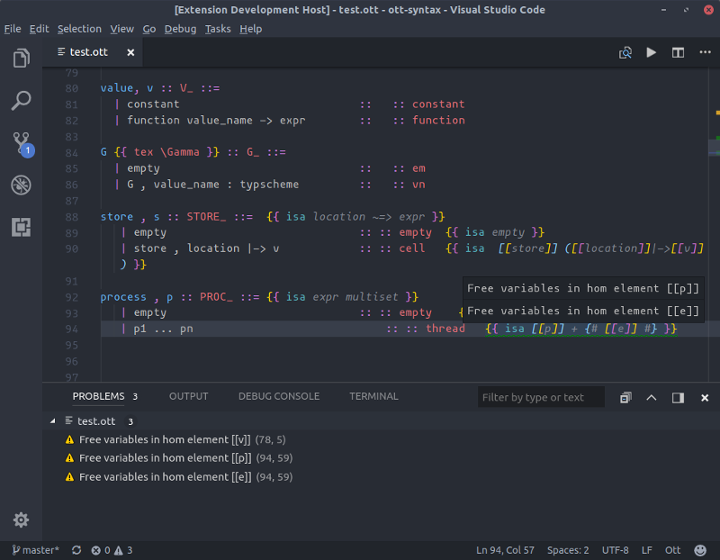 [Extension Development Host] - test.ott - ott-syntax - Visual Studio Code
File Edit Selection View Go Debug Tasks Help
test.ott
79
80 value, v :: V_ ::=
81 | constant :: :: constant
82 | function value_name -> expr :: :: function
83
84 G {{ tex \Gamma }} :: G_ ::=
85 | empty :: :: em
86 | G , value_name : typscheme :: :: vn
87
88 store , s :: STORE_ ::= {{ isa location ~=> expr }}
89 | empty :: :: empty {{ isa empty }}
90 | store , location |-> v :: :: cell {{ isa [[store]] ([[location]]|->[[v]]
) }}
91
92 process , p :: PROC_ ::= {{ isa expr multiset }}
93 | empty :: :: empty {
94 | p1 ... pn :: :: thread {{ isa [[p]] + {# [[e]] #} }}
95
96
97
Free variables in hom element [[p]]
Free variables in hom element [[e]]
PROBLEMS 3 OUTPUT DEBUG CONSOLE TERMINAL Filter by type or text
test.ott 3
Free variables in hom element [[v]] (78, 5)
Free variables in hom element [[p]] (94, 59)
Free variables in hom element [[e]] (94, 59)
1
master* 0 3 Ln 94, Col 57 Spaces: 2 UTF-8 LF Ott